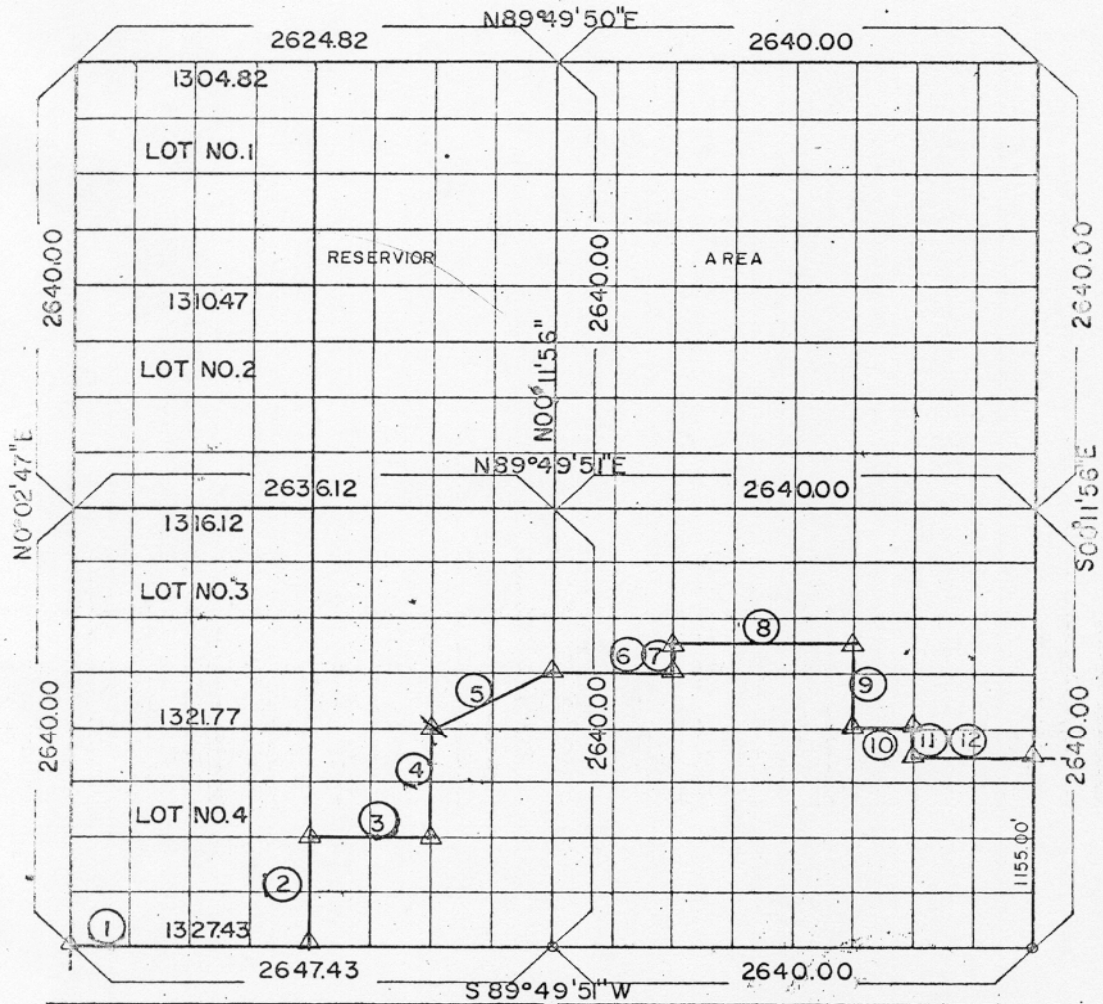 N89°49'50"E
2624.82 2640.00
1304.82
LOT NO.1
2640.00
2640.00
2640.00
RESERVIOR AREA
1310.47
LOT NO.2
N00°11'56"
N0°02'47"E
S00°11'56"E
N89°49'51"E
2636.12 2640.00
1316.12
LOT NO.3
8
6 7
5
9
2640.00
2640.00
2640.00
1321.77
10 11 12
4
LOT NO.4
3
1155.00'
2
1
1327.43
2647.43 2640.00
S89°49'51"W